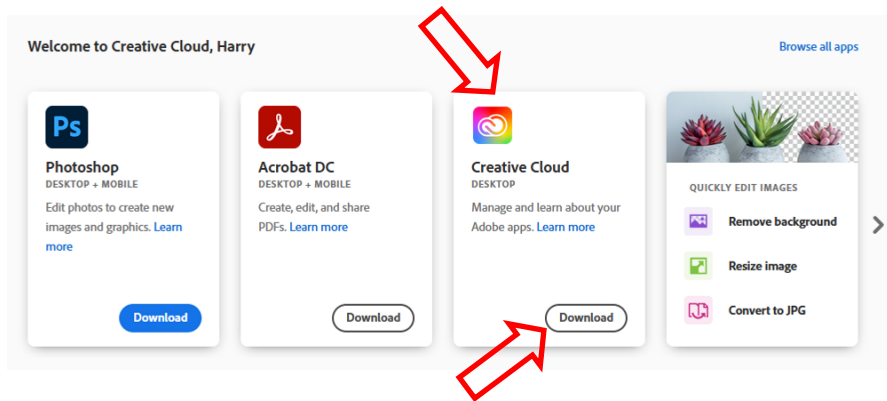 Welcome to Creative Cloud, Harry
Browse all apps
Ps
Photoshop
DESKTOP + MOBILE
Edit photos to create new
images and graphics. Learn
more
Download
Acrobat DC
DESKTOP + MOBILE
Create, edit, and share
PDFs. Learn more
Download
Creative Cloud
DESKTOP
Manage and learn about your
Adobe apps. Learn more
Download
QUICKLY EDIT IMAGES
Remove background
Resize image
Convert to JPG